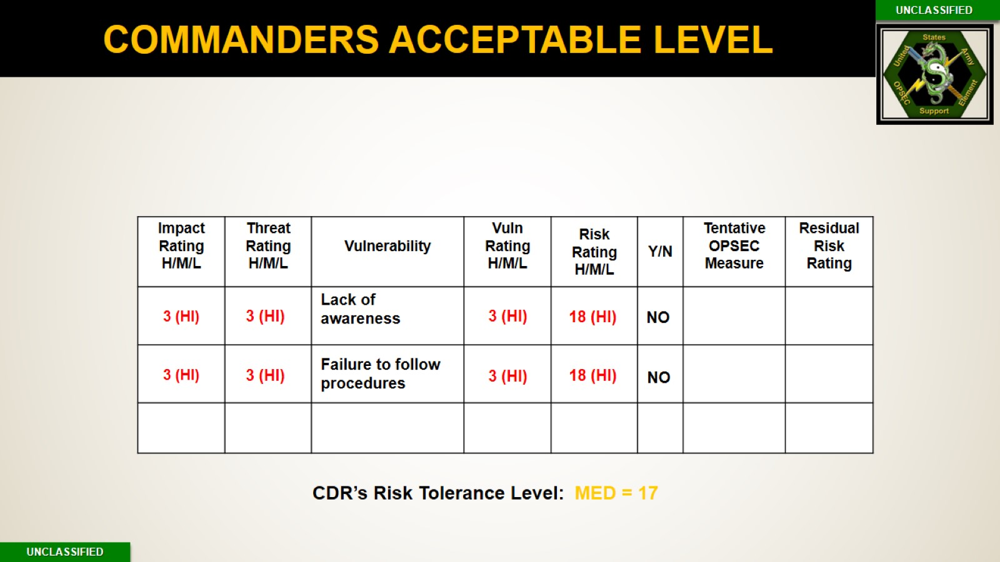 UNCLASSIFIED
COMMANDERS ACCEPTABLE LEVEL
United States Army
OPSEC Support Element
Impact Rating H/M/L
Threat Rating H/M/L
Vulnerability
Vuln Rating H/M/L
Risk Rating H/M/L
Y/N
Tentative OPSEC Measure
Residual Risk Rating
3 (HI)
3 (HI)
Lack of
awareness
3 (HI)
18 (HI)
NO
3 (HI)
3 (HI)
Failure to follow
procedures
3 (HI)
18 (HI)
NO
CDR’s Risk Tolerance Level: MED = 17
UNCLASSIFIED